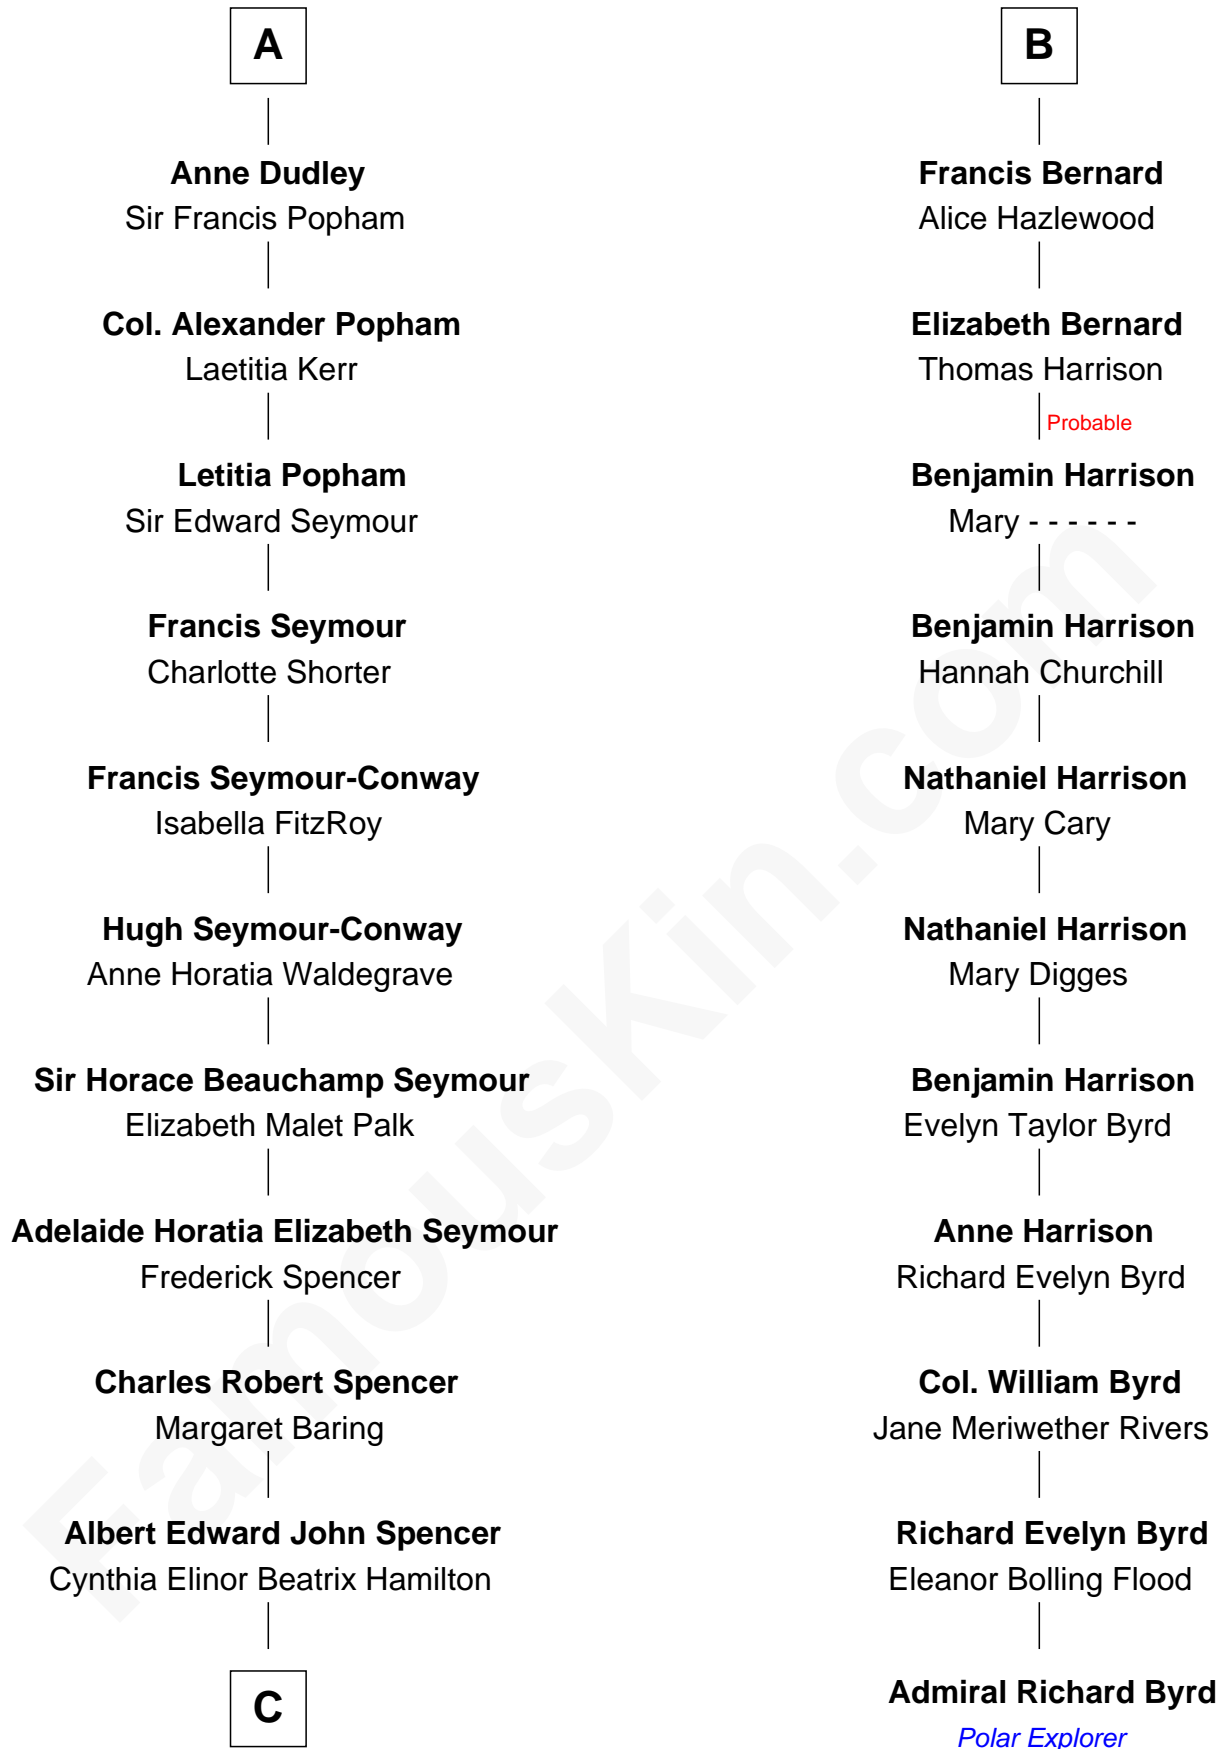 A
Anne Dudley
Sir Francis Popham
Col. Alexander Popham
Laetitia Kerr
Letitia Popham
Sir Edward Seymour
Francis Seymour
Charlotte Shorter
Francis Seymour-Conway
Isabella FitzRoy
Hugh Seymour-Conway
Anne Horatia Waldegrave
Sir Horace Beauchamp Seymour
Elizabeth Malet Palk
Adelaide Horatia Elizabeth Seymour
Frederick Spencer
Charles Robert Spencer
Margaret Baring
Albert Edward John Spencer
Cynthia Elinor Beatrix Hamilton
C
B
Francis Bernard
Alice Hazlewood
Elizabeth Bernard
Thomas Harrison
Probable
Benjamin Harrison
Mary - - - - - -
Benjamin Harrison
Hannah Churchill
Nathaniel Harrison
Mary Cary
Nathaniel Harrison
Mary Digges
Benjamin Harrison
Evelyn Taylor Byrd
Anne Harrison
Richard Evelyn Byrd
Col. William Byrd
Jane Meriwether Rivers
Richard Evelyn Byrd
Eleanor Bolling Flood
Admiral Richard Byrd
Polar Explorer
FamousKin.com